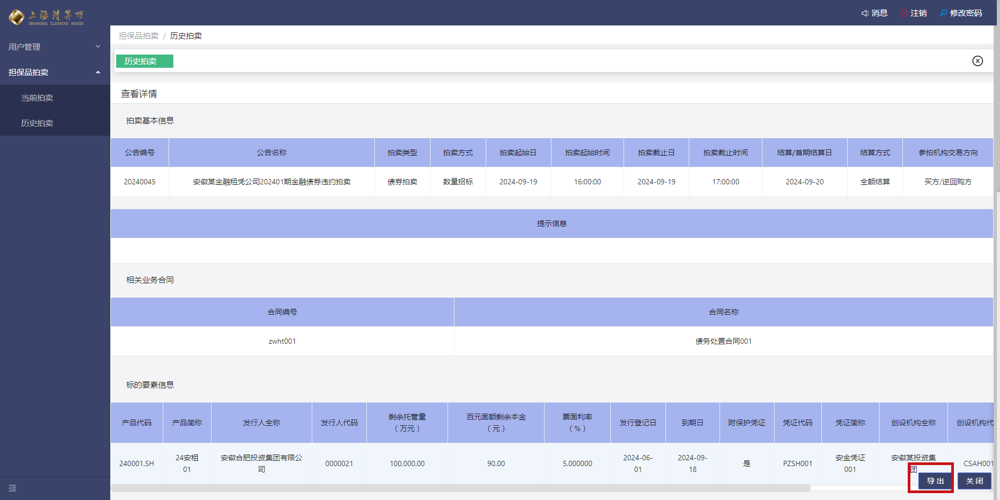 上海清算所
SHANGHAI CLEARING HOUSE
消息
注销
修改密码
用户管理
担保品拍卖
当前拍卖
历史拍卖
担保品拍卖 / 历史拍卖
历史拍卖
查看详情
拍卖基本信息
公告编号 公告名称 拍卖类型 拍卖方式 拍卖起始日 拍卖起始时间 拍卖截止日 拍卖截止时间 结算/首期结算日 结算方式 参拍机构交易方向
20240045 安徽某金融租凭公司202401期金融债券违约拍卖 债券拍卖 数量招标 2024-09-19 16:00:00 2024-09-19 17:00:00 2024-09-20 全额结算 买方/逆回购方
提示信息
相关业务合同
合同编号 合同名称
zwht001 债务处置合同001
标的要素信息
产品代码 产品简称 发行人全称 发行人代码 剩余托管量 百元面额剩余本金 票面利率 发行登记日 到期日 附保护凭证 凭证代码 凭证简称 创设机构全称 创设机构代
（万元） （元） （%）
240001.SH 24安租 安徽合肥投资集团有限公 0000021 100,000.00 90.00 5.000000 2024-06- 2024-09- 是 PZSH001 安金凭证 安徽某投资集 CSAH001
01 司 01 18 001 团
导出
关闭